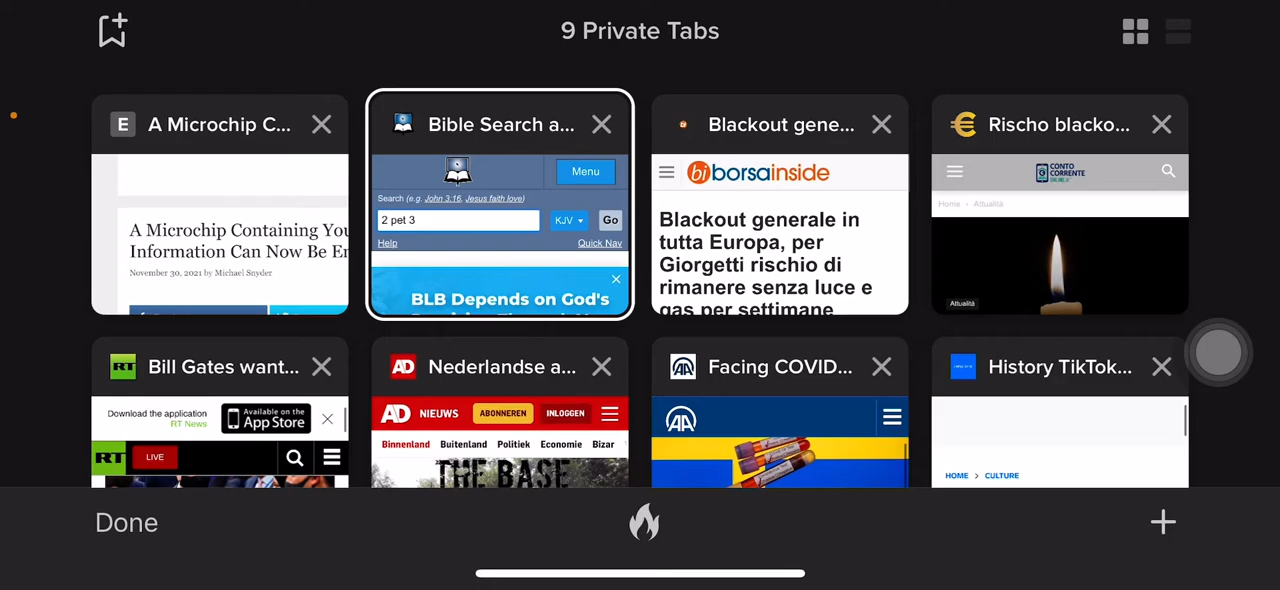 9 Private Tabs
E A Microchip C...
Bible Search a...
Blackout gene...
Rischo blacko...
A Microchip Containing You
Information Can Now Be
November 30, 2021 by Michael Snyder
Menu
Search (e.g. John 3:16, Jesus faith love)
2 pet 3
KJV
Go
Help
Quick Nav
BLB Depends on God's
bi borsainside
Blackout generale in
tutta Europa, per
Giorgetti rischio di
rimanere senza luce e
gas per settimane
CONTO
CORRENTE
Home › Attualità
Attualità
RT Bill Gates want...
AD Nederlandse a...
Facing COVID...
History TikTok...
Download the application
RT News
Available on the
App Store
RT LIVE
AD NIEUWS ABONNEREN INLOGGEN
Binnenland Buitenland Politiek Economie Bizar
THE BASE
HOME > CULTURE
Done